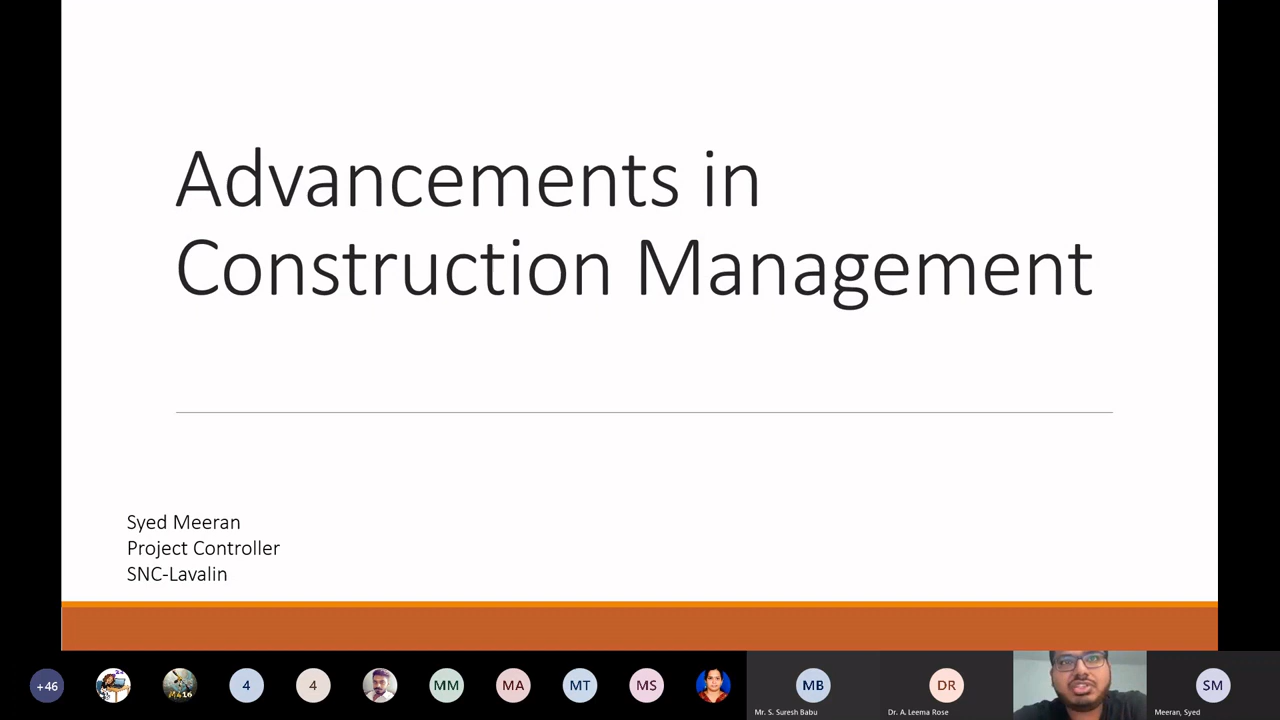 Advancements in
Construction Management
Syed Meeran
Project Controller
SNC-Lavalin
+46
4
4
MM
MA
MT
MS
MB
DR
SM
Mr. S. Suresh Babu
Dr. A. Leema Rose
Meeran, Syed